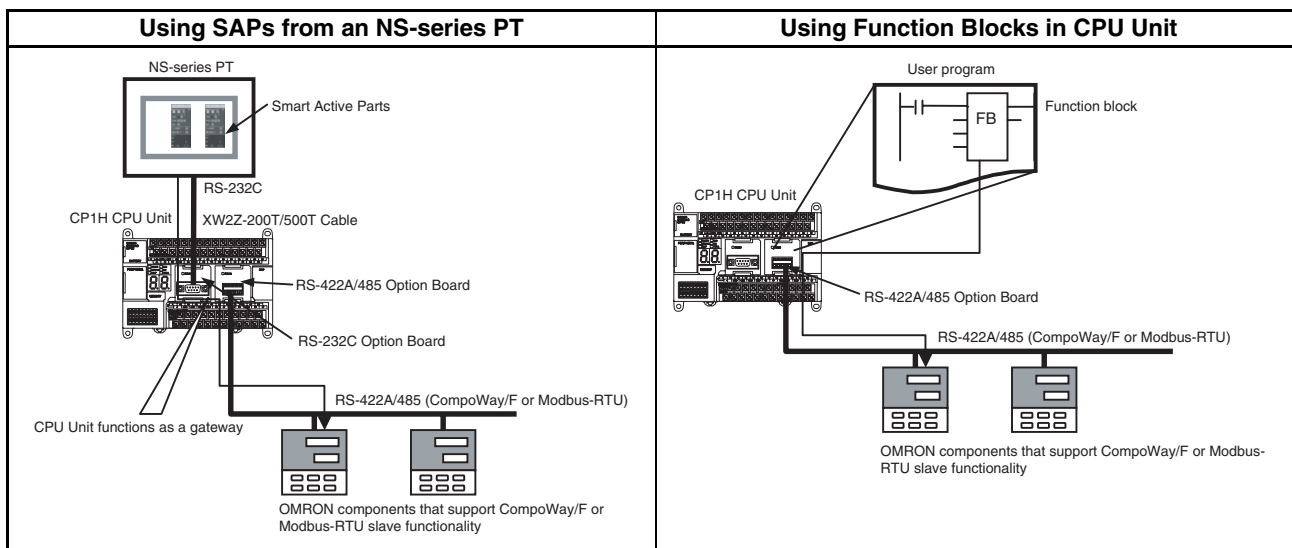 Using SAPs from an NS-series PT
Using Function Blocks in CPU Unit
NS-series PT
Smart Active Parts
RS-232C
CP1H CPU Unit
XW2Z-200T/500T Cable
RS-422A/485 Option Board
RS-232C Option Board
RS-422A/485 (CompoWay/F or Modbus-RTU)
CPU Unit functions as a gateway
OMRON components that support CompoWay/F or
Modbus-RTU slave functionality
User program
FB
Function block
CP1H CPU Unit
RS-422A/485 Option Board
RS-422A/485 (CompoWay/F or Modbus-RTU)
OMRON components that support CompoWay/F or Modbus-
RTU slave functionality